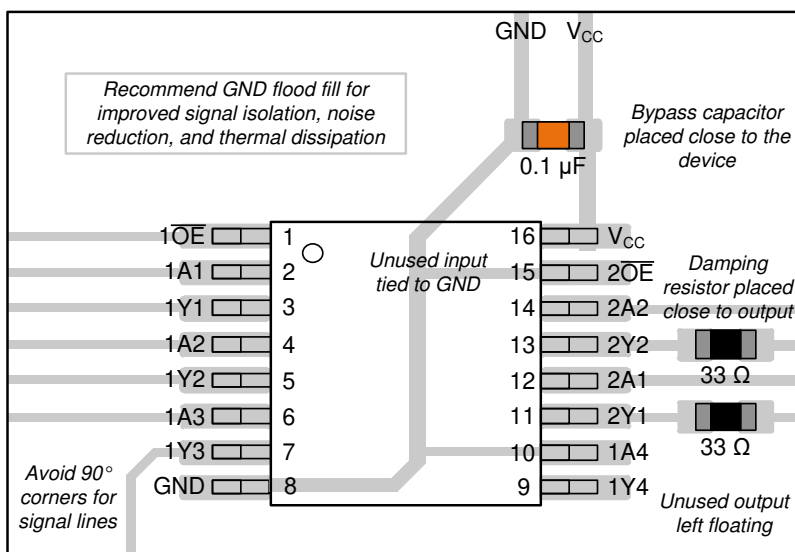 GND VCC
Recommend GND flood fill for
improved signal isolation, noise
reduction, and thermal dissipation
Bypass capacitor
placed close to the
device
0.1 µF
1O̅E̅ 1
1A1 2
1Y1 3
1A2 4
1Y2 5
1A3 6
1Y3 7
GND 8
Unused input
tied to GND
16 VCC
15 2O̅E̅
14 2A2
13 2Y2
12 2A1
11 2Y1
10 1A4
9 1Y4
Damping
resistor placed
close to output
33 Ω
33 Ω
Avoid 90°
corners for
signal lines
Unused output
left floating